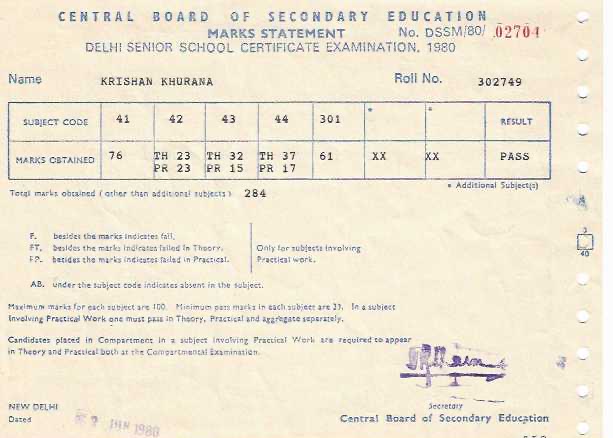 CENTRAL BOARD OF SECONDARY EDUCATION
MARKS STATEMENT No. DSSM/80/ 02704
DELHI SENIOR SCHOOL CERTIFICATE EXAMINATION, 1980
Name KRISHAN KHURANA Roll No. 302749
SUBJECT CODE 41 42 43 44 301 * * RESULT
MARKS OBTAINED 76 TH 23 TH 32 TH 37 61 XX XX PASS
PR 23 PR 15 PR 17
* Additional Subject(s)
Total marks obtained (other than additional subjects) 284
F. besides the marks indicates fail.
FT. besides the marks indicates failed in Theory. Only for subjects involving
FP. besides the marks indicates failed in Practical. Practical work.
AB. under the subject code indicates absent in the subject.
Maximum marks for each subject are 100. Minimum pass marks in each subject are 33. In a subject
involving Practical Work one must pass in Theory, Practical and aggregate separately.
Candidates placed in Compartment in a subject involving Practical Work are required to appear
in Theory and Practical both at the Compartmental Examination.
3
40
NEW DELHI Secretary
Dated 1980 Central Board of Secondary Education